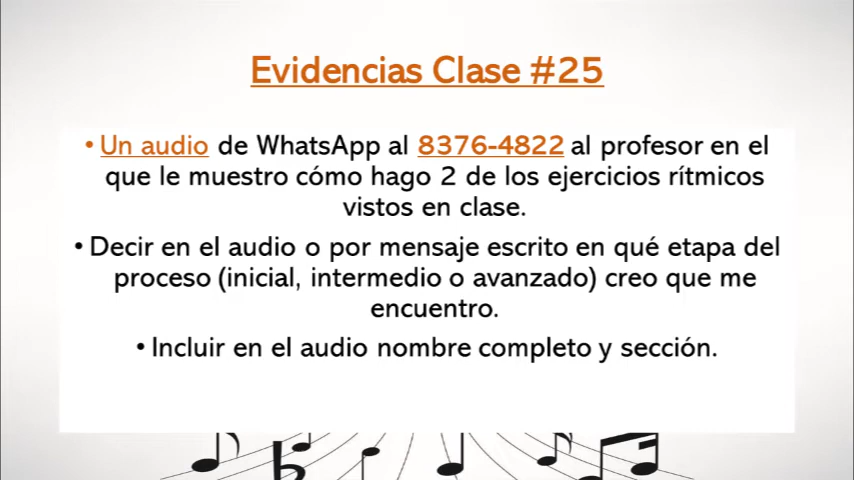 Evidencias Clase #25
• Un audio de WhatsApp al 8376-4822 al profesor en el
que le muestro cómo hago 2 de los ejercicios rítmicos
vistos en clase.
• Decir en el audio o por mensaje escrito en qué etapa del
proceso (inicial, intermedio o avanzado) creo que me
encuentro.
• Incluir en el audio nombre completo y sección.